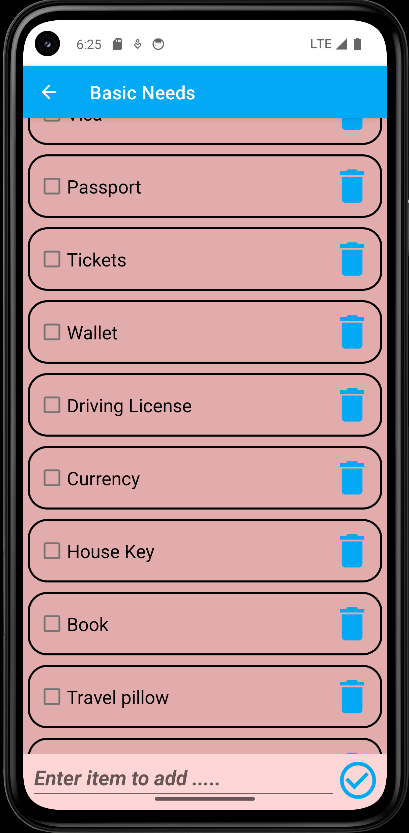 6:25 LTE
Basic Needs
Visa
Passport
Tickets
Wallet
Driving License
Currency
House Key
Book
Travel pillow
Enter item to add .....